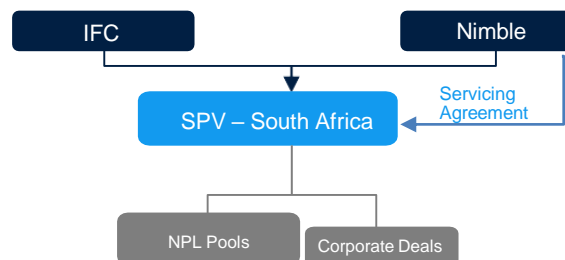 IFC
Nimble
Servicing
Agreement
SPV – South Africa
NPL Pools
Corporate Deals